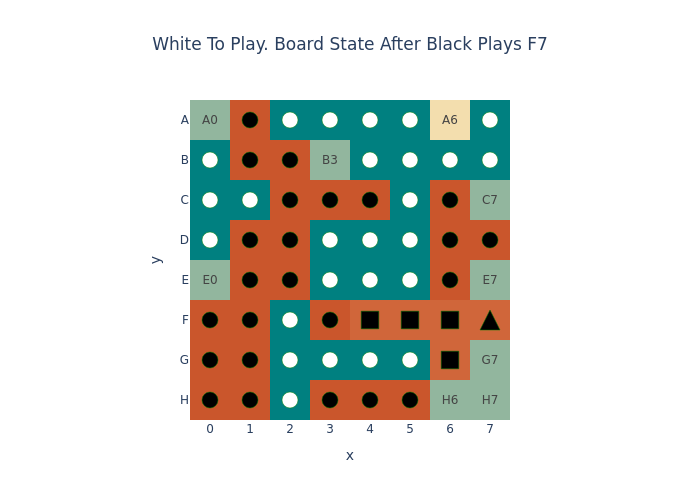 White To Play. Board State After Black Plays F7
A A0 A6
B B3
C C7
D
E E0 E7
F
G G7
H H6 H7
0 1 2 3 4 5 6 7
x
y